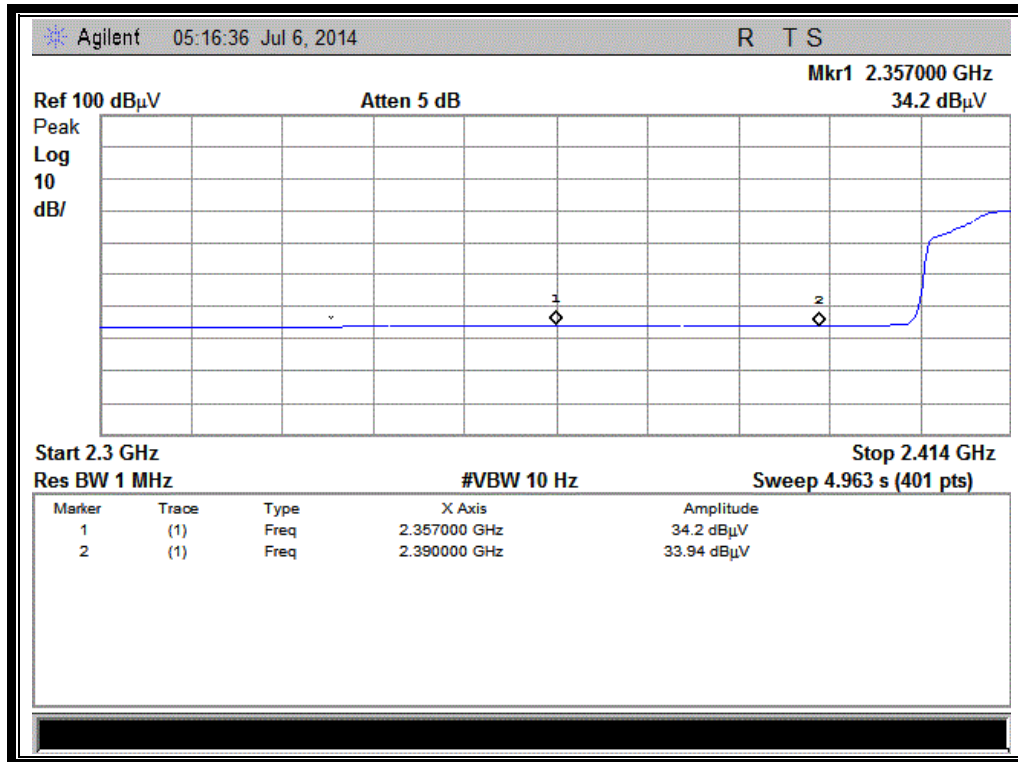 Agilent 05:16:36 Jul 6, 2014 R T S
Mkr1 2.357000 GHz
Ref 100 dBμV Atten 5 dB 34.2 dBμV
Peak
Log
10
dB/
1
2
Start 2.3 GHz Stop 2.414 GHz
Res BW 1 MHz #VBW 10 Hz Sweep 4.963 s (401 pts)
Marker Trace Type X Axis Amplitude
1 (1) Freq 2.357000 GHz 34.2 dBμV
2 (1) Freq 2.390000 GHz 33.94 dBμV